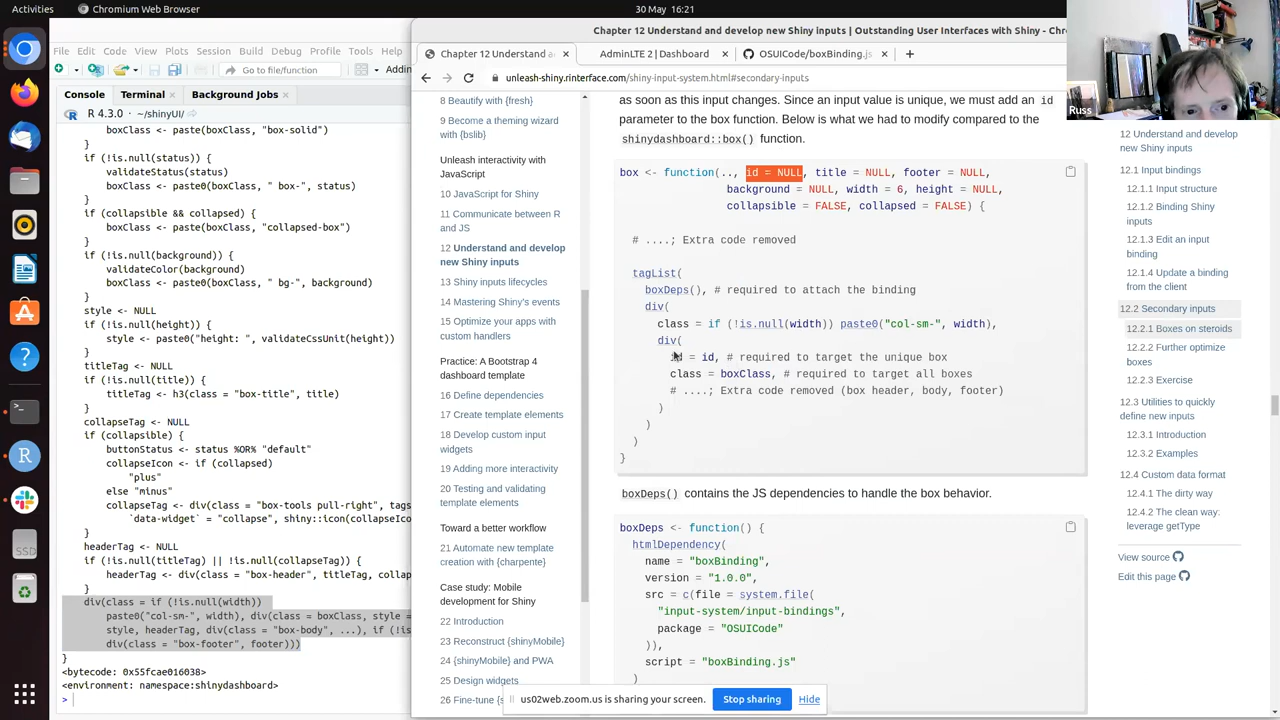 Activities
Chromium Web Browser
30 May 16:21
File Edit Code View Plots Session Build Debug Profile Tools Help
Go to file/function
Addin
Console
Terminal
Background Jobs
R 4.3.0 · ~/shinyUI/
boxClass <- paste(boxClass, "box-solid")
}
if (!is.null(status)) {
validateStatus(status)
boxClass <- paste0(boxClass, " box-", status)
}
if (collapsible && collapsed) {
boxClass <- paste(boxClass, "collapsed-box")
}
if (!is.null(background)) {
validateColor(background)
boxClass <- paste0(boxClass, " bg-", background)
}
style <- NULL
if (!is.null(height)) {
style <- paste0("height: ", validateCssUnit(height))
}
titleTag <- NULL
if (!is.null(title)) {
titleTag <- h3(class = "box-title", title)
}
collapseTag <- NULL
if (collapsible) {
buttonStatus <- status %OR% "default"
collapseIcon <- if (collapsed)
"plus"
else "minus"
collapseTag <- div(class = "box-tools pull-right", tags
`data-widget` = "collapse", shiny::icon(collapseIco
}
headerTag <- NULL
if (!is.null(titleTag) || !is.null(collapseTag)) {
headerTag <- div(class = "box-header", titleTag, collap
}
div(class = if (!is.null(width))
paste0("col-sm-", width), div(class = boxClass, style =
style, headerTag, div(class = "box-body", ...), if (!is
div(class = "box-footer", footer)))
}
<bytecode: 0x55fcae016038>
<environment: namespace:shinydashboard>
>
Chapter 12 Understand and develop new Shiny inputs | Outstanding User Interfaces with Shiny - Chro
Chapter 12 Understand a
AdminLTE 2 | Dashboard
OSUICode/boxBinding.js
unleash-shiny.rinterface.com/shiny-input-system.html#secondary-inputs
8 Beautify with {fresh}
9 Become a theming wizard
with {bslib}
Unleash interactivity with
JavaScript
10 JavaScript for Shiny
11 Communicate between R
and JS
12 Understand and develop
new Shiny inputs
13 Shiny inputs lifecycles
14 Mastering Shiny's events
15 Optimize your apps with
custom handlers
Practice: A Bootstrap 4
dashboard template
16 Define dependencies
17 Create template elements
18 Develop custom input
widgets
19 Adding more interactivity
20 Testing and validating
template elements
Toward a better workflow
21 Automate new template
creation with {charpente}
Case study: Mobile
development for Shiny
22 Introduction
23 Reconstruct {shinyMobile}
24 {shinyMobile} and PWA
25 Design widgets
26 Fine-tune {s
as soon as this input changes. Since an input value is unique, we must add an id
parameter to the box function. Below is what we had to modify compared to the
shinydashboard::box() function.
box <- function(.., id = NULL, title = NULL, footer = NULL,
background = NULL, width = 6, height = NULL,
collapsible = FALSE, collapsed = FALSE) {
# ....; Extra code removed
tagList(
boxDeps(), # required to attach the binding
div(
class = if (!is.null(width)) paste0("col-sm-", width),
div(
id = id, # required to target the unique box
class = boxClass, # required to target all boxes
# ....; Extra code removed (box header, body, footer)
)
)
)
}
boxDeps() contains the JS dependencies to handle the box behavior.
boxDeps <- function() {
htmlDependency(
name = "boxBinding",
version = "1.0.0",
src = c(file = system.file(
"input-system/input-bindings",
package = "OSUICode"
)),
script = "boxBinding.js"
)
Russ
12 Understand and develop
new Shiny inputs
12.1 Input bindings
12.1.1 Input structure
12.1.2 Binding Shiny
inputs
12.1.3 Edit an input
binding
12.1.4 Update a binding
from the client
12.2 Secondary inputs
12.2.1 Boxes on steroids
12.2.2 Further optimize
boxes
12.2.3 Exercise
12.3 Utilities to quickly
define new inputs
12.3.1 Introduction
12.3.2 Examples
12.4 Custom data format
12.4.1 The dirty way
12.4.2 The clean way:
leverage getType
View source
Edit this page
us02web.zoom.us is sharing your screen.
Stop sharing
Hide
SSD